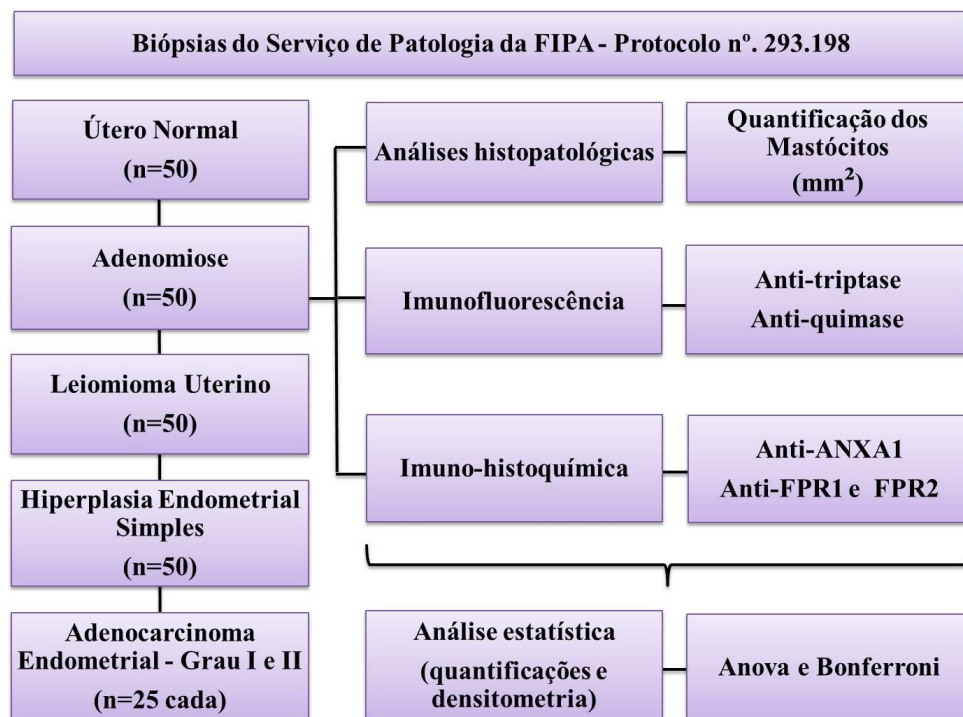 Biópsias do Serviço de Patologia da FIPA - Protocolo nº. 293.198
Útero Normal
(n=50)
Adenomiose
(n=50)
Leiomioma Uterino
(n=50)
Hiperplasia Endometrial
Simples
(n=50)
Adenocarcinoma
Endometrial - Grau I e II
(n=25 cada)
Análises histopatológicas
Quantificação dos
Mastócitos
(mm²)
Imunofluorescência
Anti-triptase
Anti-quimase
Imuno-histoquímica
Anti-ANXA1
Anti-FPR1 e FPR2
Análise estatística
(quantificações e
densitometria)
Anova e Bonferroni